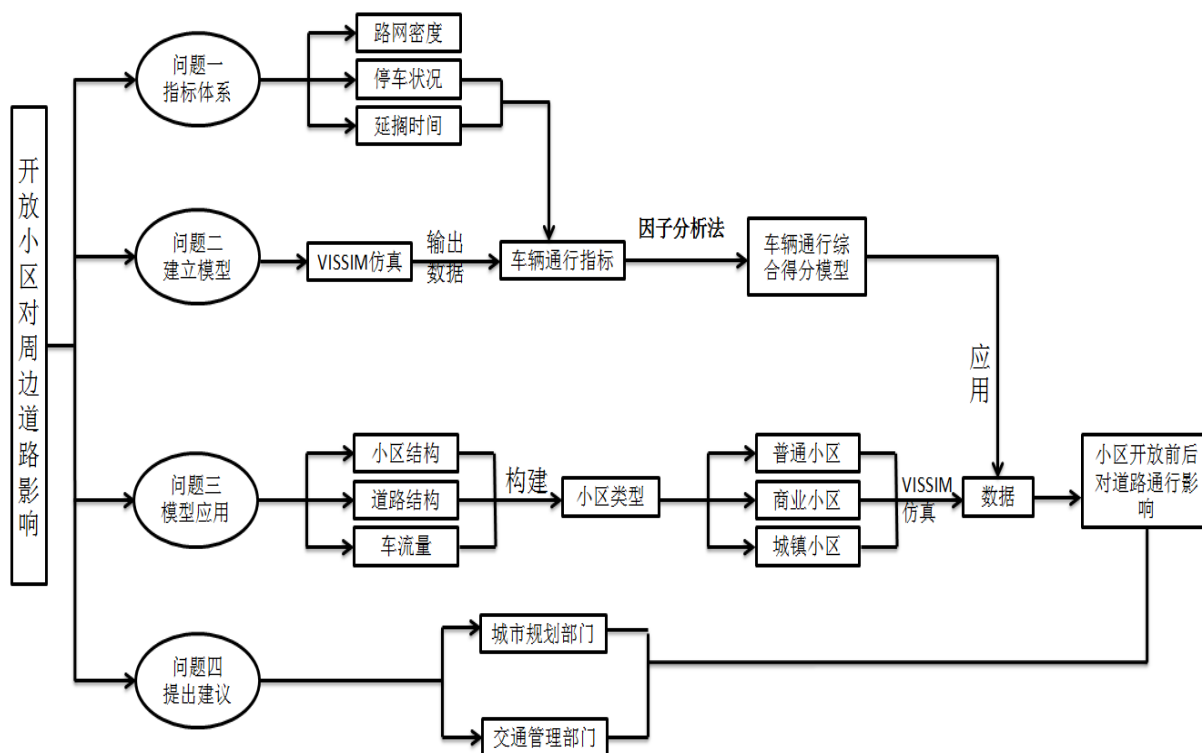 开放小区对周边道路影响
问题一
指标体系
路网密度
停车状况
延搁时间
问题二
建立模型
VISSIM仿真
输出
数据
车辆通行指标
因子分析法
车辆通行综
合得分模型
应用
问题三
模型应用
小区结构
道路结构
车流量
构建
小区类型
普通小区
商业小区
城镇小区
VISSIM
仿真
数据
小区开放前后
对道路通行影
响
问题四
提出建议
城市规划部门
交通管理部门